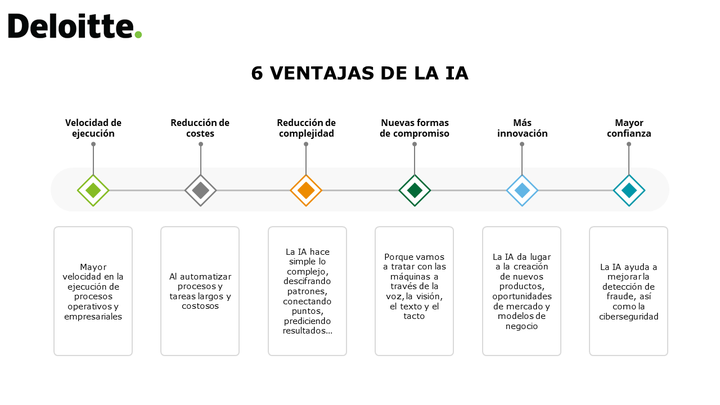 Deloitte.
6 VENTAJAS DE LA IA
Velocidad de
ejecución
Reducción de
costes
Reducción de
complejidad
Nuevas formas
de compromiso
Más
innovación
Mayor
confianza
Mayor
velocidad en la
ejecución de
procesos
operativos y
empresariales
Al automatizar
procesos y
tareas largos y
costosos
La IA hace
simple lo
complejo,
descifrando
patrones,
conectando
puntos,
prediciendo
resultados...
Porque vamos
a tratar con las
máquinas a
través de la
voz, la visión,
el texto y el
tacto
La IA da lugar
a la creación
de nuevos
productos,
oportunidades
de mercado y
modelos de
negocio
La IA ayuda a
mejorar la
detección de
fraude, así
como la
ciberseguridad